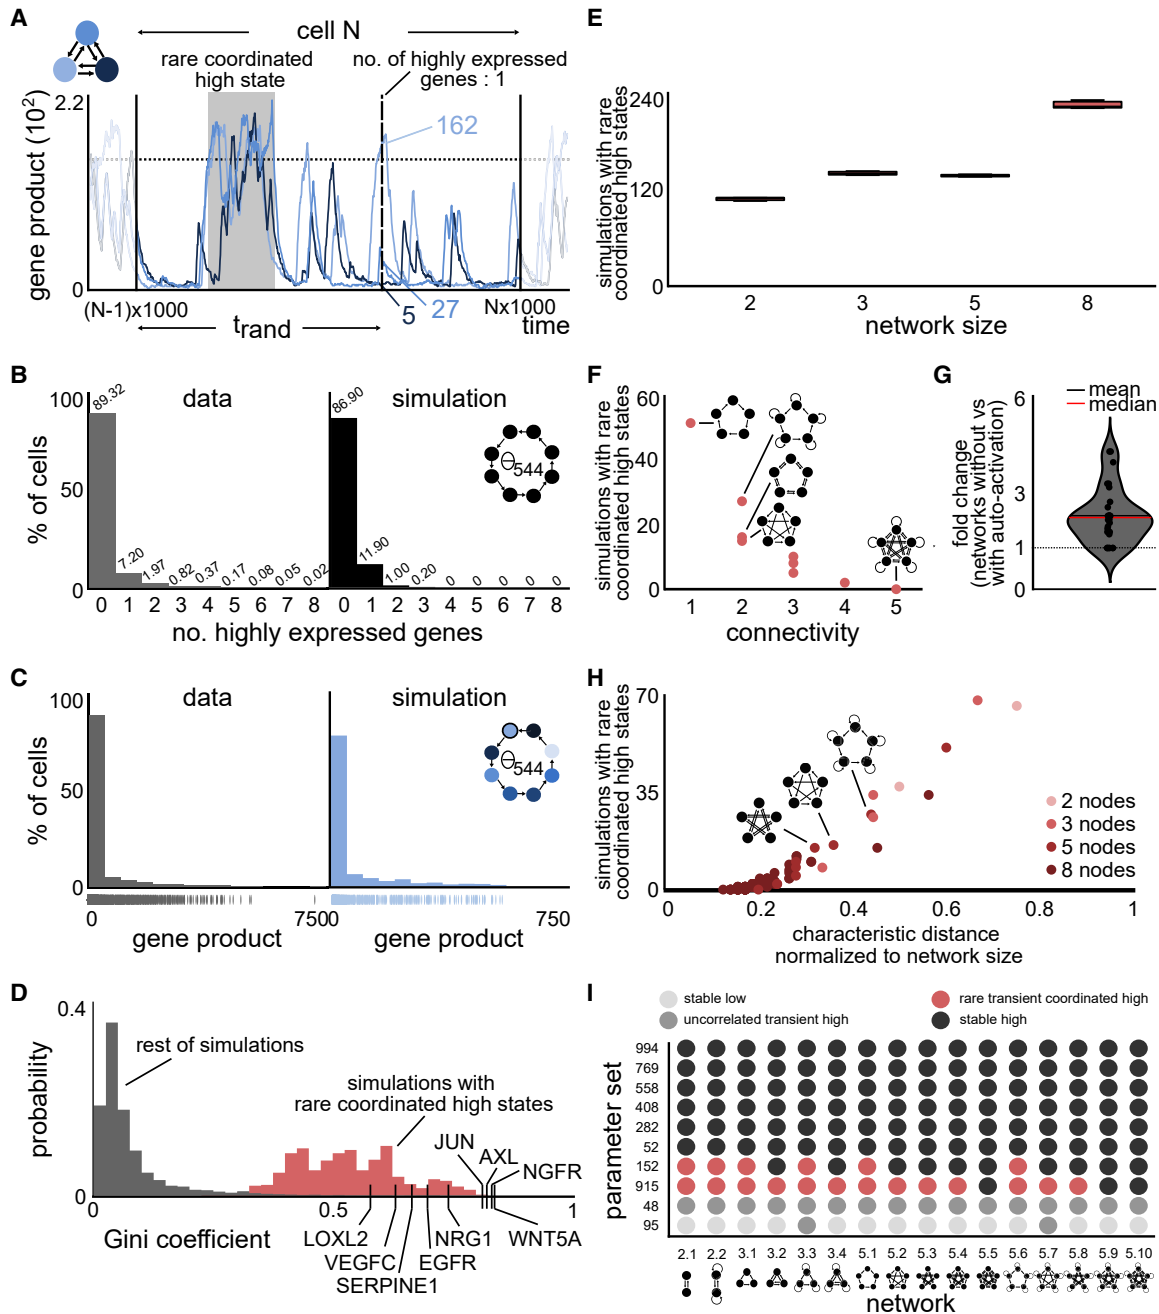 A
cell N
rare coordinated
high state
no. of highly expressed
genes : 1
gene product (10²)
2.2
0
162
27
5
(N-1)x1000
Nx1000
trand
time
B
data
simulation
% of cells
100
50
0
89.32
7.20
1.97
0.82
0.37
0.17
0.08
0.05
0.02
86.90
11.90
1.00
0.20
0
0
0
0
0
544
0 1 2 3 4 5 6 7 8
0 1 2 3 4 5 6 7 8
no. highly expressed genes
C
data
simulation
% of cells
100
50
0
544
0
7500
750
gene product
gene product
D
probability
0.4
0
rest of simulations
simulations with
rare coordinated high states
JUN
AXL
NGFR
LOXL2
VEGFC
SERPINE1
EGFR
NRG1
WNT5A
0
0.5
1
Gini coefficient
E
simulations with rare
coordinated high states
240
120
0
2 3 5 8
network size
F
simulations with rare
coordinated high states
60
40
20
0
1 2 3 4 5
connectivity
G
mean
median
fold change
(networks without vs
with auto-activation)
6
3
1
0
H
simulations with rare
coordinated high states
70
35
0
2 nodes
3 nodes
5 nodes
8 nodes
0 0.2 0.4 0.6 0.8 1
characteristic distance
normalized to network size
I
stable low
rare transient coordinated high
uncorrelated transient high
stable high
parameter set
994
769
558
408
282
52
152
915
48
95
2.1 2.2 3.1 3.2 3.3 3.4 5.1 5.2 5.3 5.4 5.5 5.6 5.7 5.8 5.9 5.10
network